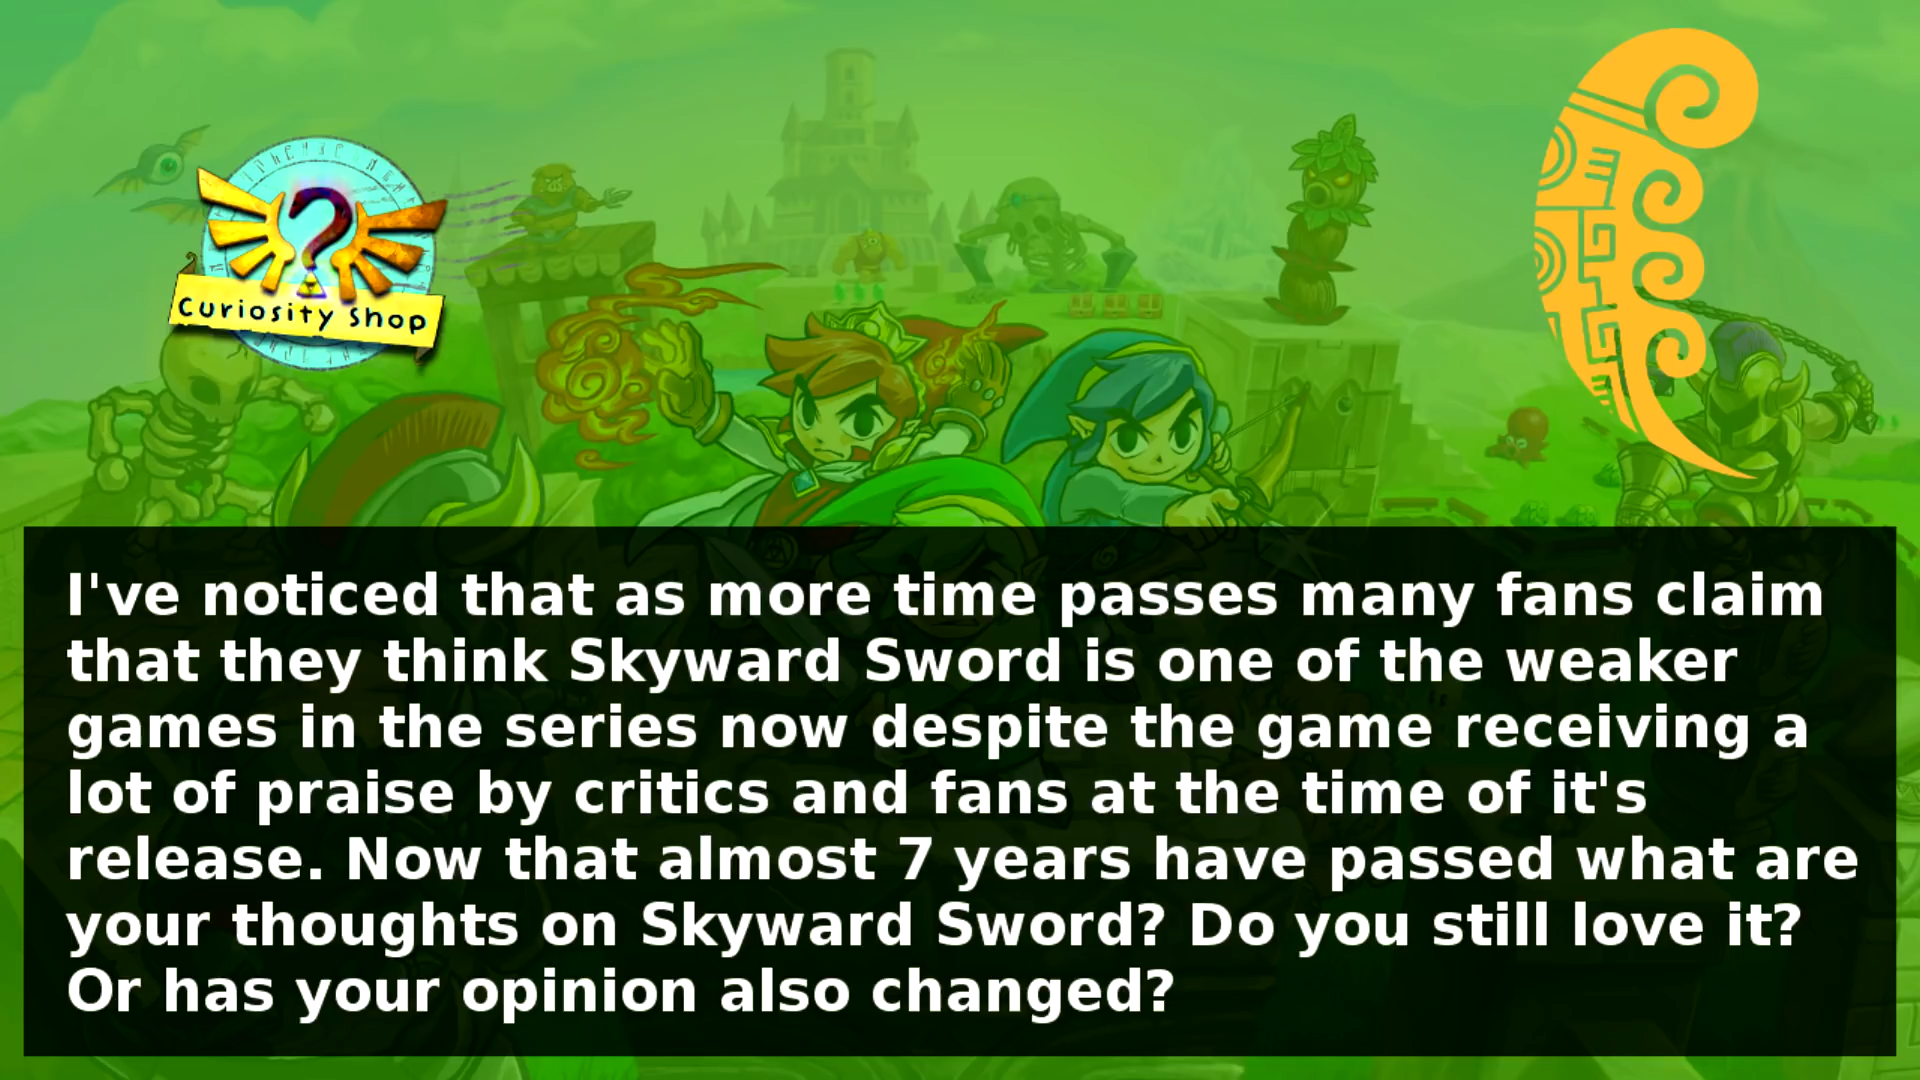 Curiosity Shop
I've noticed that as more time passes many fans claim
that they think Skyward Sword is one of the weaker
games in the series now despite the game receiving a
lot of praise by critics and fans at the time of it's
release. Now that almost 7 years have passed what are
your thoughts on Skyward Sword? Do you still love it?
Or has your opinion also changed?